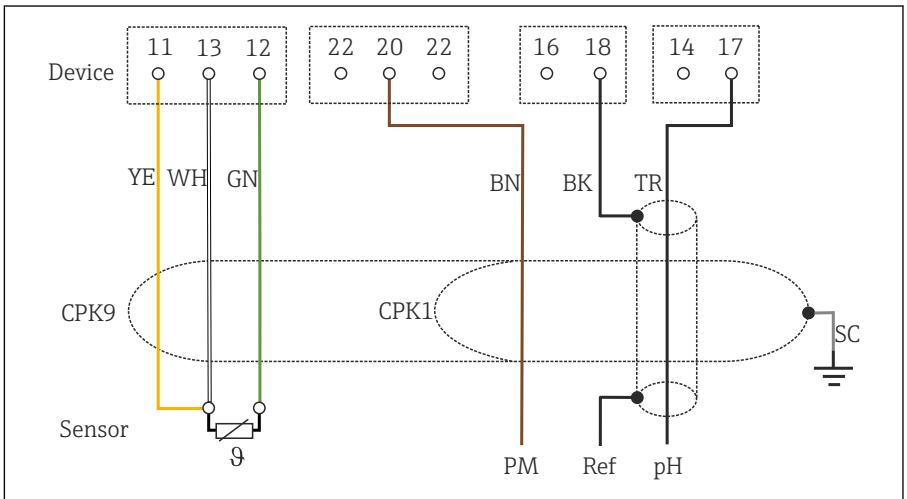 11 13 12 22 20 22 16 18 14 17
Device
YE WH GN BN BK TR
CPK9 CPK1
SC
Sensor
ϑ
PM Ref pH